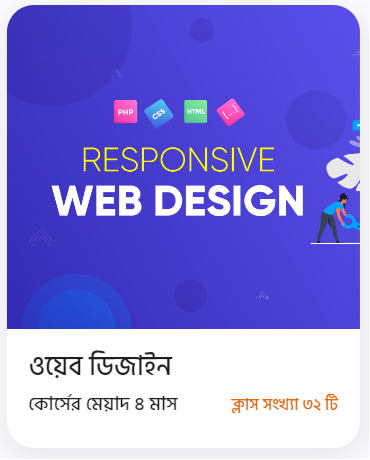 PHP CSS HTML {...}
RESPONSIVE
WEB DESIGN
ওয়েব ডিজাইন
কোর্সের মেয়াদ ৪ মাস ক্লাস সংখ্যা ৩২ টি